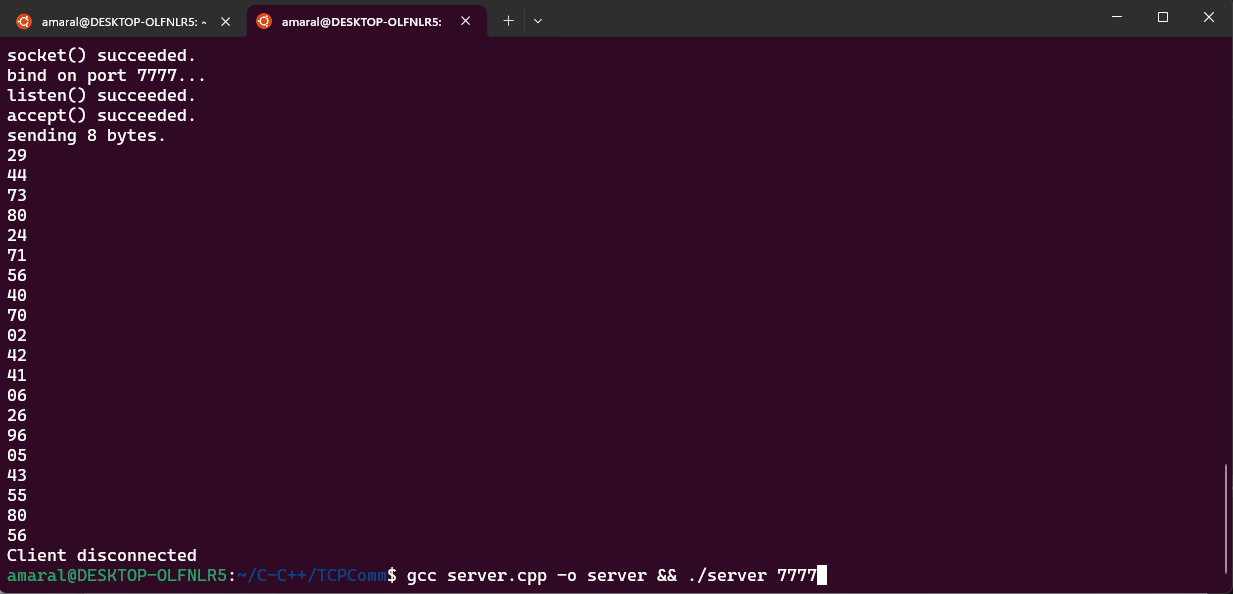 amaral@DESKTOP-OLFNLR5: ~
amaral@DESKTOP-OLFNLR5:
socket() succeeded.
bind on port 7777...
listen() succeeded.
accept() succeeded.
sending 8 bytes.
29
44
73
80
24
71
56
40
70
02
42
41
06
26
96
05
43
55
80
56
Client disconnected
amaral@DESKTOP-OLFNLR5:~/C-C++/TCPComm$ gcc server.cpp -o server && ./server 7777